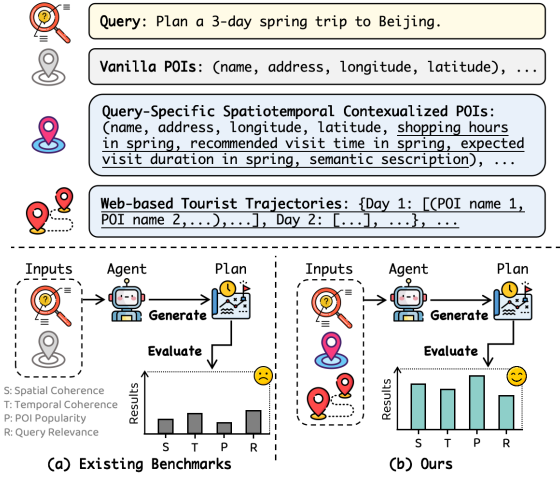 Query: Plan a 3-day spring trip to Beijing.
Vanilla POIs: (name, address, longitude, latitude), ...
Query-Specific Spatiotemporal Contexualized POIs:
(name, address, longitude, latitude, shopping hours
in spring, recommended visit time in spring, expected
visit duration in spring, semantic sescription), ...
Web-based Tourist Trajectories: {Day 1: [(POI name 1,
POI name 2,...),...], Day 2: [...], ...}, ...
Inputs Agent Plan
Generate
Evaluate
S: Spatial Coherence
T: Temporal Coherence
P: POI Popularity
R: Query Relevance
Results
S T P R
(a) Existing Benchmarks
Inputs Agent Plan
Generate
Evaluate
Results
S T P R
(b) Ours